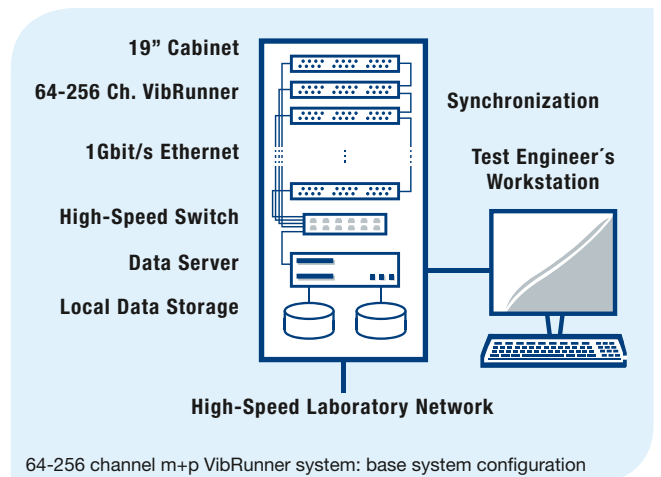 19” Cabinet
64-256 Ch. VibRunner
Synchronization
1Gbit/s Ethernet
Test Engineer´s
Workstation
High-Speed Switch
Data Server
Local Data Storage
High-Speed Laboratory Network
64-256 channel m+p VibRunner system: base system configuration